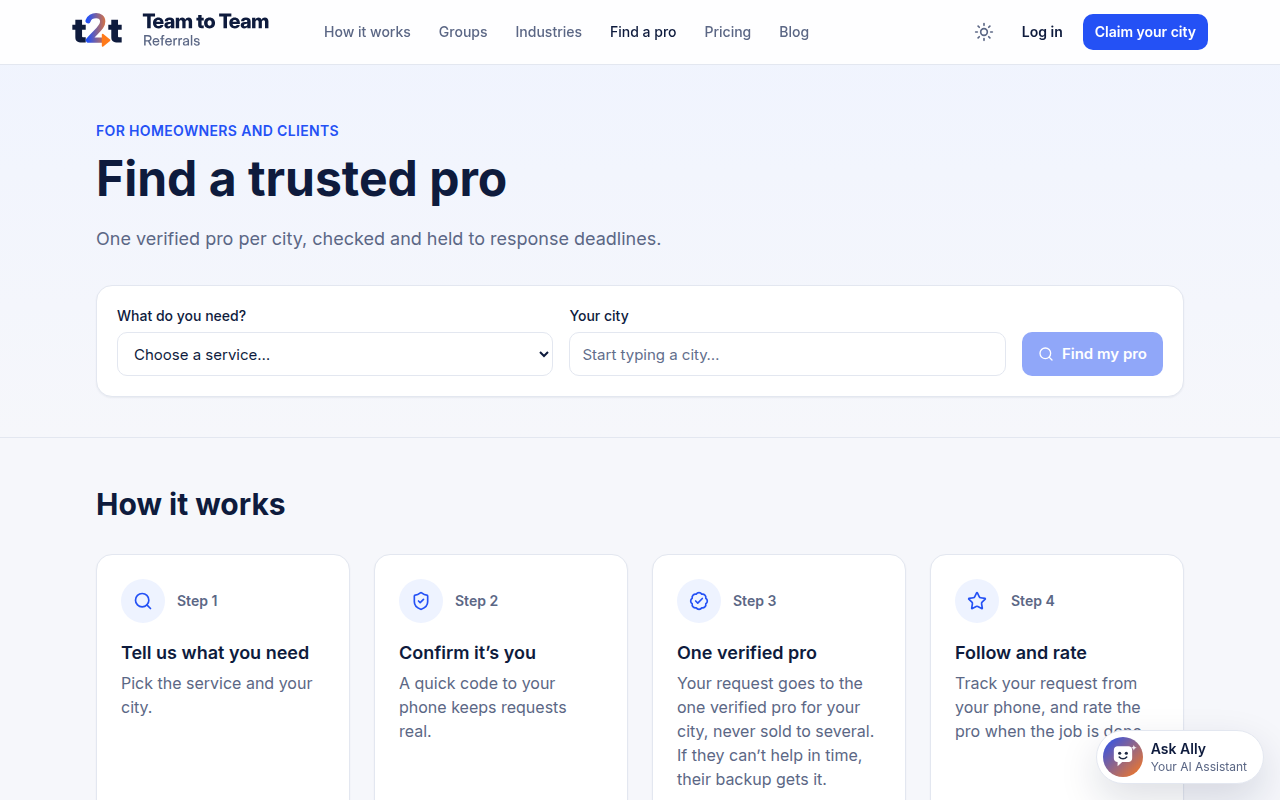 t2t
Team to Team
Referrals
How it works
Groups
Industries
Find a pro
Pricing
Blog
Log in
Claim your city
FOR HOMEOWNERS AND CLIENTS
Find a trusted pro
One verified pro per city, checked and held to response deadlines.
What do you need?
Choose a service...
Your city
Start typing a city...
Find my pro
How it works
Step 1
Tell us what you need
Pick the service and your
city.
Step 2
Confirm it’s you
A quick code to your
phone keeps requests
real.
Step 3
One verified pro
Your request goes to the
one verified pro for your
city, never sold to several.
If they can’t help in time,
their backup gets it.
Step 4
Follow and rate
Track your request from
your phone, and rate the
pro when the job is done.
Ask Ally
Your AI Assistant